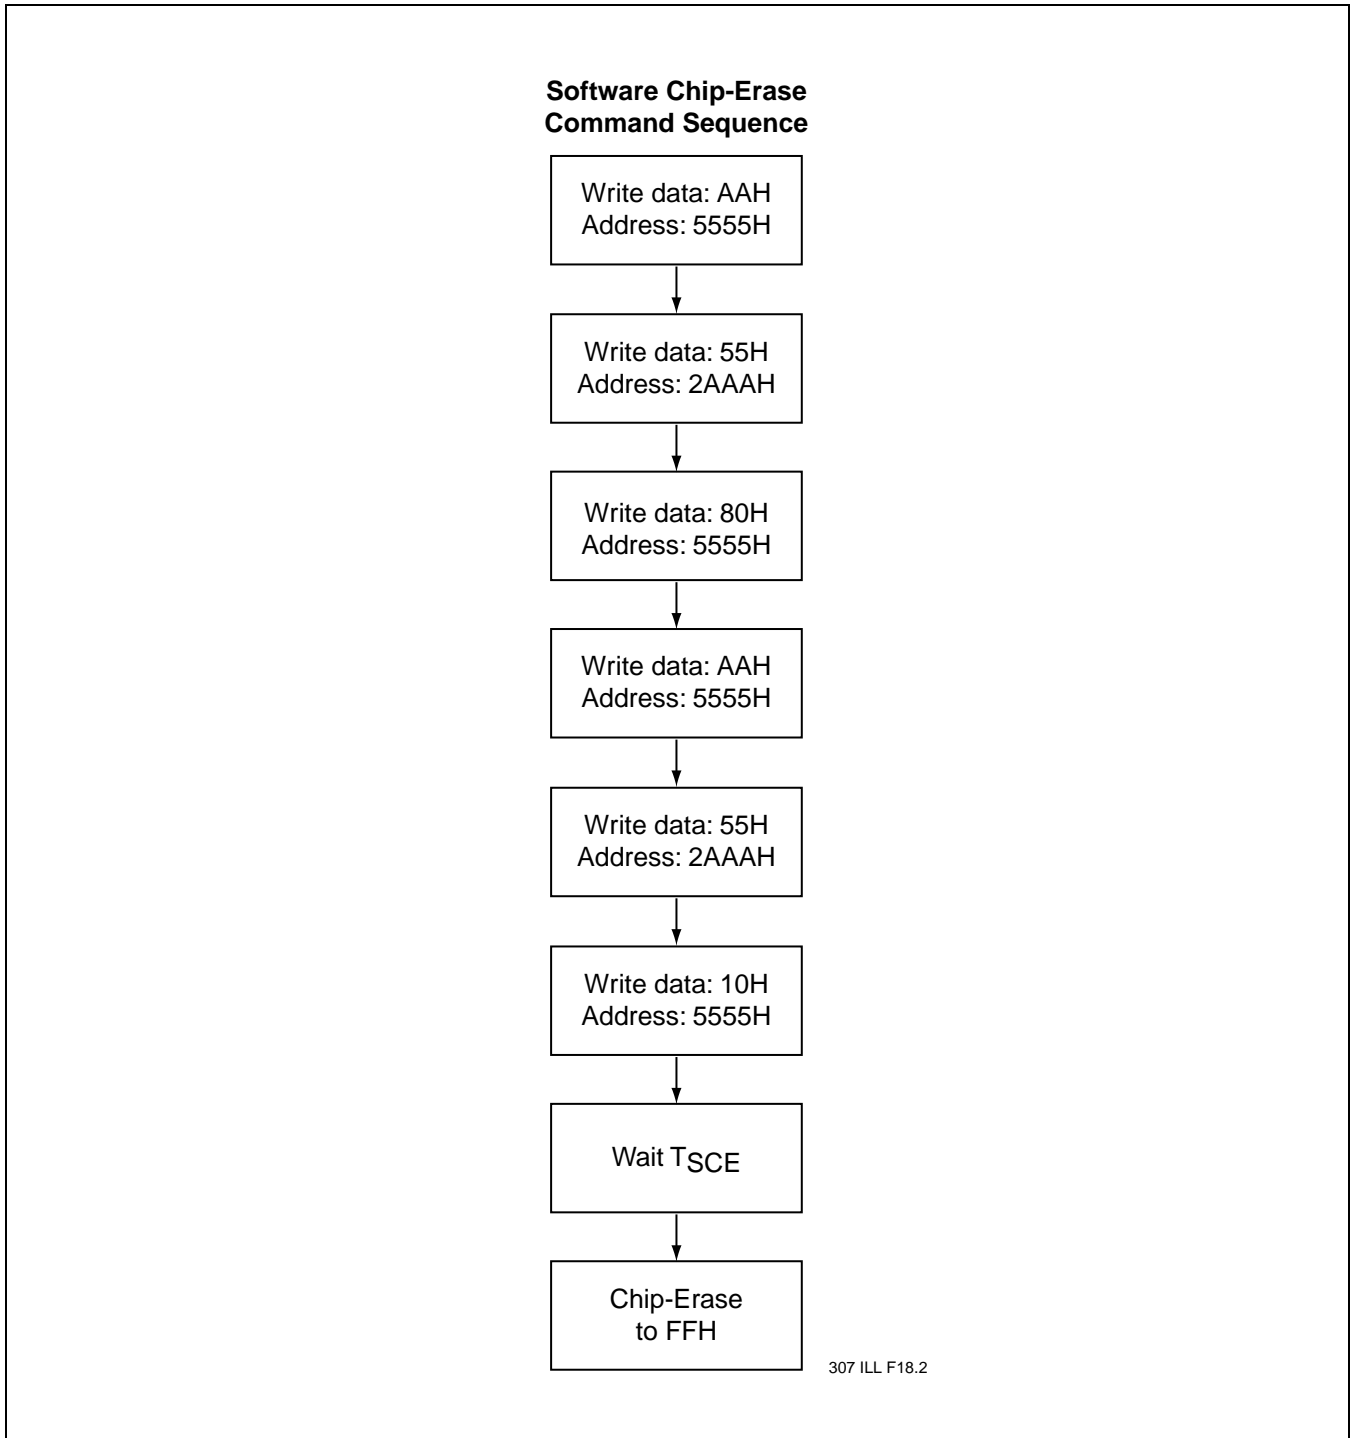 Software Chip-Erase
Command Sequence
Write data: AAH
Address: 5555H
Write data: 55H
Address: 2AAAH
Write data: 80H
Address: 5555H
Write data: AAH
Address: 5555H
Write data: 55H
Address: 2AAAH
Write data: 10H
Address: 5555H
Wait TSCE
Chip-Erase
to FFH
307 ILL F18.2